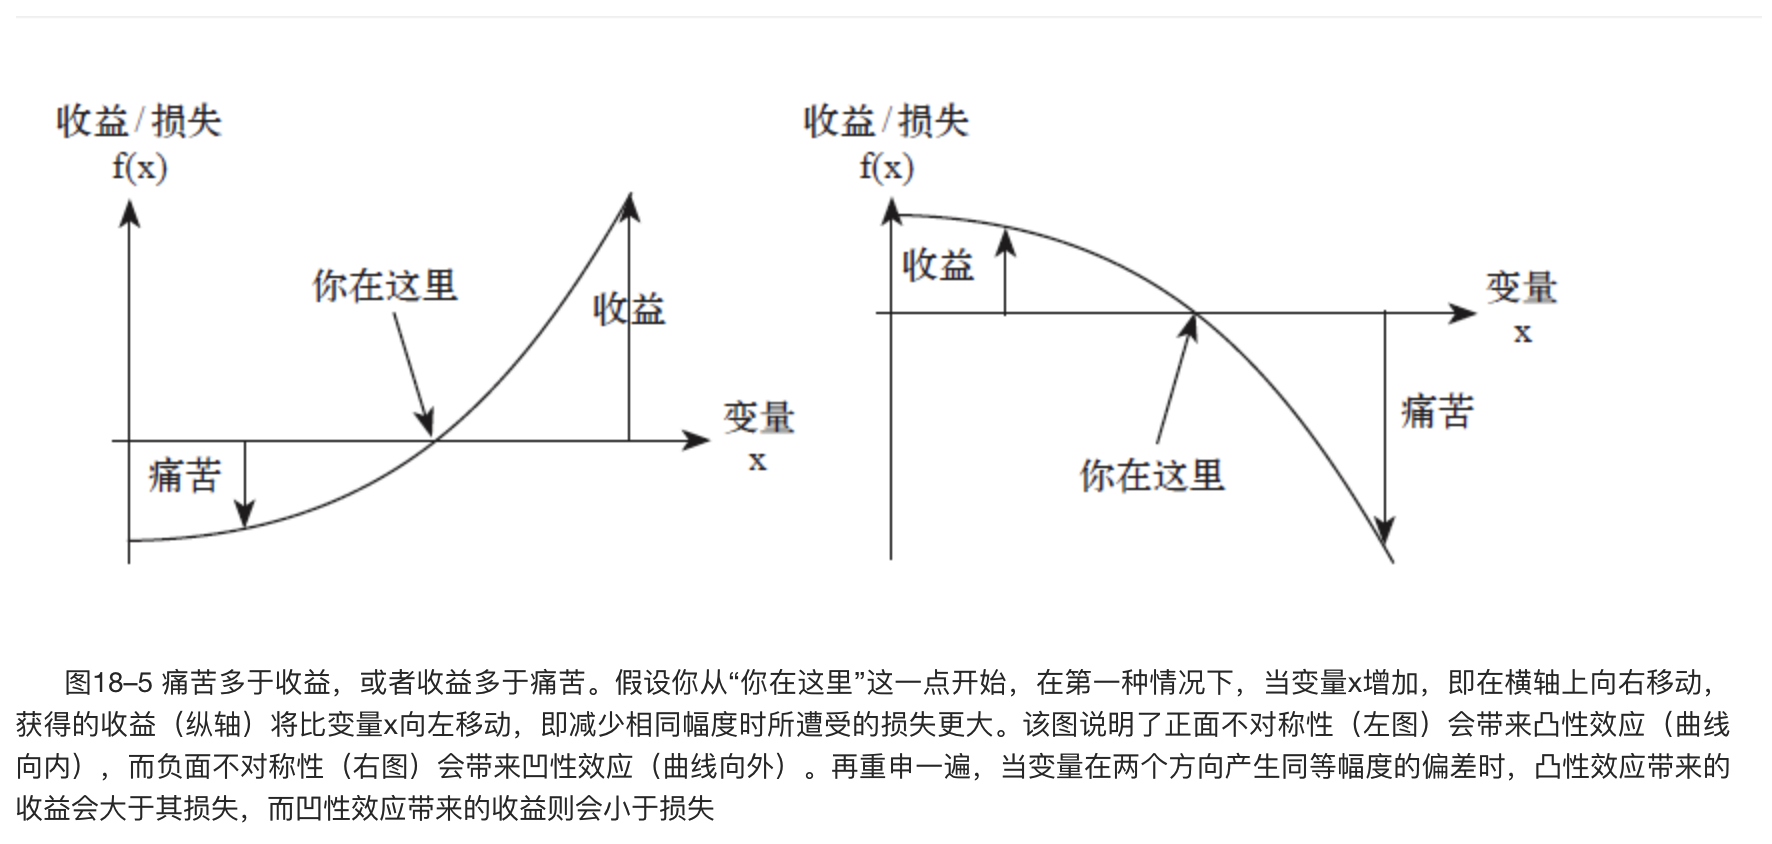 收益/损失
f(x)
你在这里
收益
痛苦
变量
x
收益/损失
f(x)
收益
变量
x
痛苦
你在这里
图18–5 痛苦多于收益，或者收益多于痛苦。假设你从“你在这里”这一点开始，在第一种情况下，当变量x增加，即在横轴上向右移动，
获得的收益（纵轴）将比变量x向左移动，即减少相同幅度时所遭受的损失更大。该图说明了正面不对称性（左图）会带来凸性效应（曲线
向内），而负面不对称性（右图）会带来凹性效应（曲线向外）。再重申一遍，当变量在两个方向产生同等幅度的偏差时，凸性效应带来的
收益会大于其损失，而凹性效应带来的收益则会小于损失